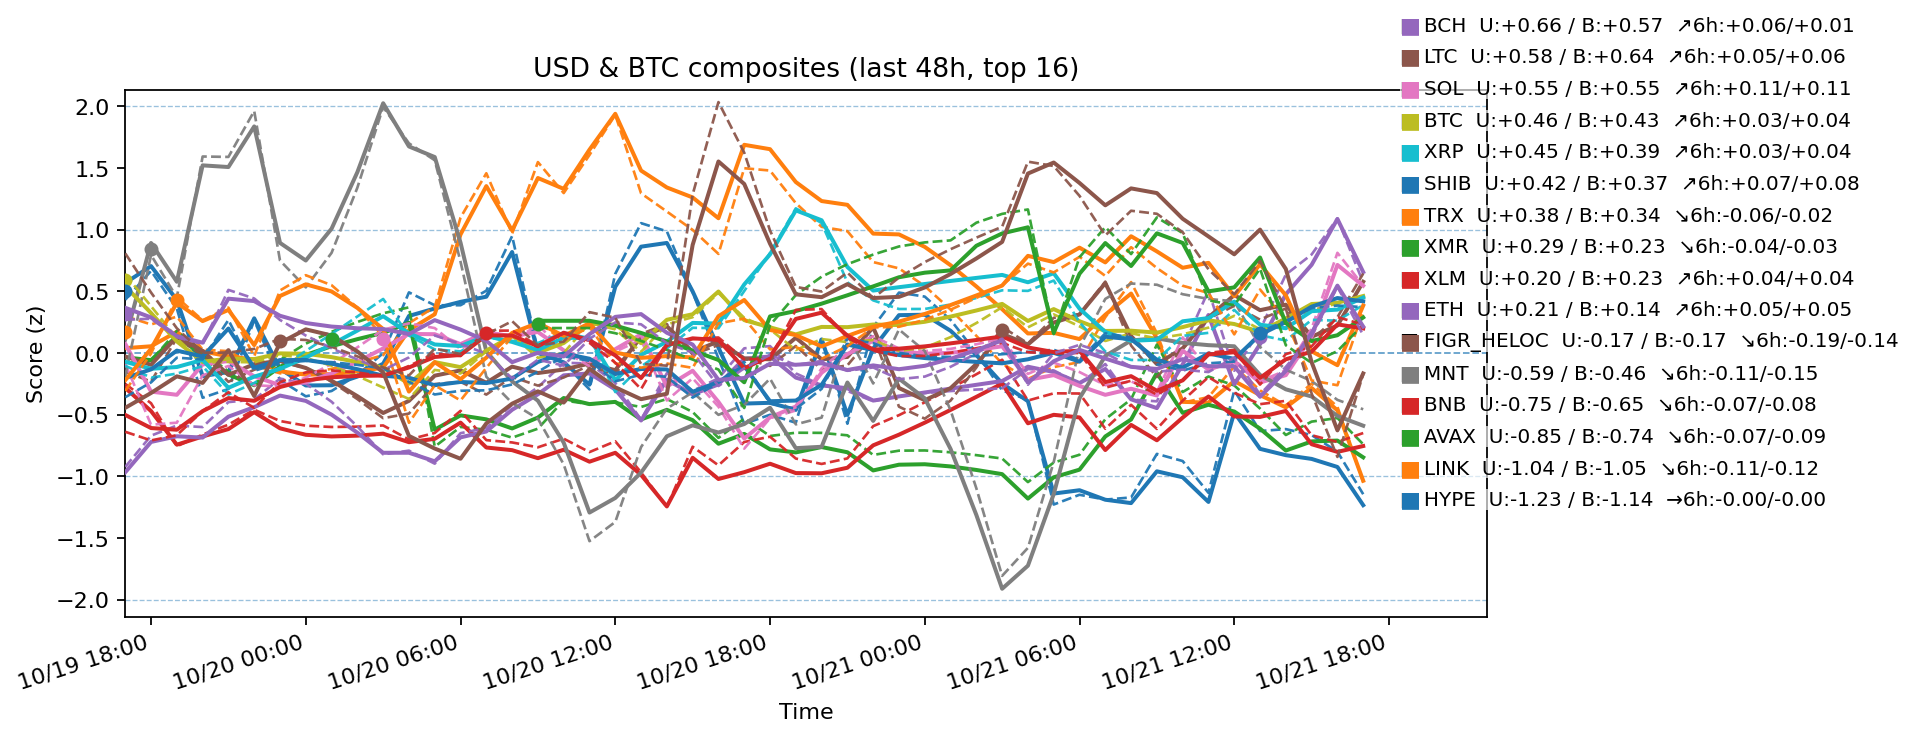 BCH  U:+0.66 / B:+0.57  ↗6h:+0.06/+0.01
LTC  U:+0.58 / B:+0.64  ↗6h:+0.05/+0.06
USD & BTC composites (last 48h, top 16)
SOL  U:+0.55 / B:+0.55  ↗6h:+0.11/+0.11
BTC  U:+0.46 / B:+0.43  ↗6h:+0.03/+0.04
XRP  U:+0.45 / B:+0.39  ↗6h:+0.03/+0.04
SHIB  U:+0.42 / B:+0.37  ↗6h:+0.07/+0.08
TRX  U:+0.38 / B:+0.34  ↘6h:-0.06/-0.02
XMR  U:+0.29 / B:+0.23  ↘6h:-0.04/-0.03
XLM  U:+0.20 / B:+0.23  ↗6h:+0.04/+0.04
ETH  U:+0.21 / B:+0.14  ↗6h:+0.05/+0.05
FIGR_HELOC  U:-0.17 / B:-0.17  ↘6h:-0.19/-0.14
MNT  U:-0.59 / B:-0.46  ↘6h:-0.11/-0.15
BNB  U:-0.75 / B:-0.65  ↘6h:-0.07/-0.08
AVAX  U:-0.85 / B:-0.74  ↘6h:-0.07/-0.09
LINK  U:-1.04 / B:-1.05  ↘6h:-0.11/-0.12
HYPE  U:-1.23 / B:-1.14  →6h:-0.00/-0.00
Score (z)
2.0
1.5
1.0
0.5
0.0
−0.5
−1.0
−1.5
−2.0
10/19 18:00
10/20 00:00
10/20 06:00
10/20 12:00
10/20 18:00
10/21 00:00
10/21 06:00
10/21 12:00
10/21 18:00
Time